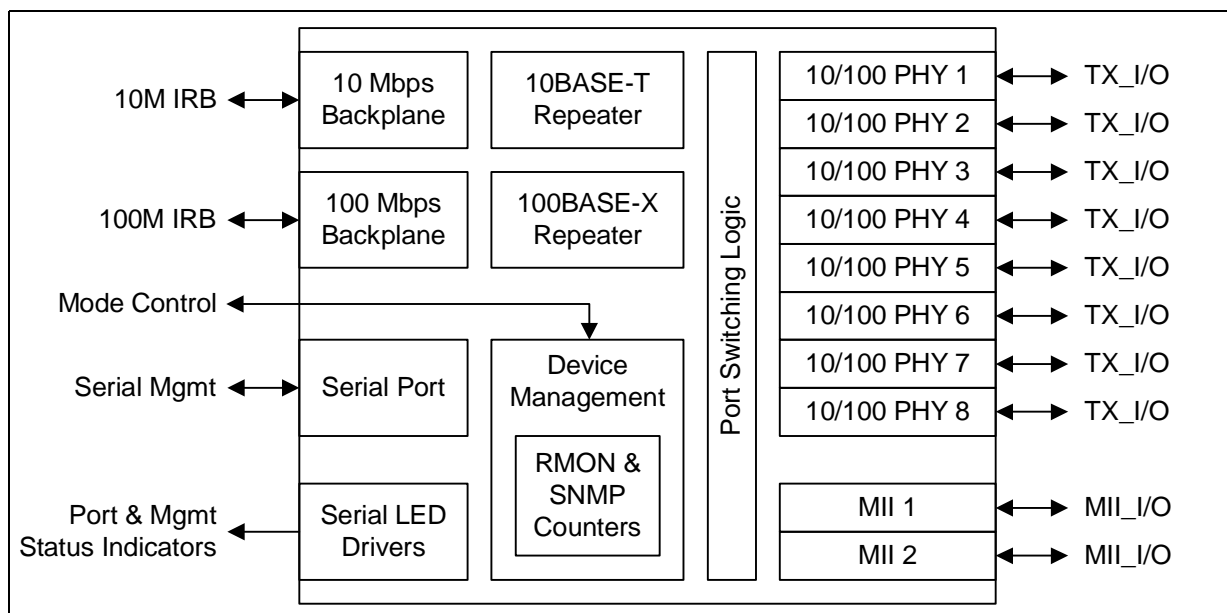 10M IRB
10 Mbps
Backplane
10BASE-T
Repeater
100M IRB
100 Mbps
Backplane
100BASE-X
Repeater
Mode Control
Serial Mgmt
Serial Port
Device
Management
RMON &
SNMP
Counters
Port & Mgmt
Status Indicators
Serial LED
Drivers
Port Switching Logic
10/100 PHY 1
TX_I/O
10/100 PHY 2
TX_I/O
10/100 PHY 3
TX_I/O
10/100 PHY 4
TX_I/O
10/100 PHY 5
TX_I/O
10/100 PHY 6
TX_I/O
10/100 PHY 7
TX_I/O
10/100 PHY 8
TX_I/O
MII 1
MII_I/O
MII 2
MII_I/O